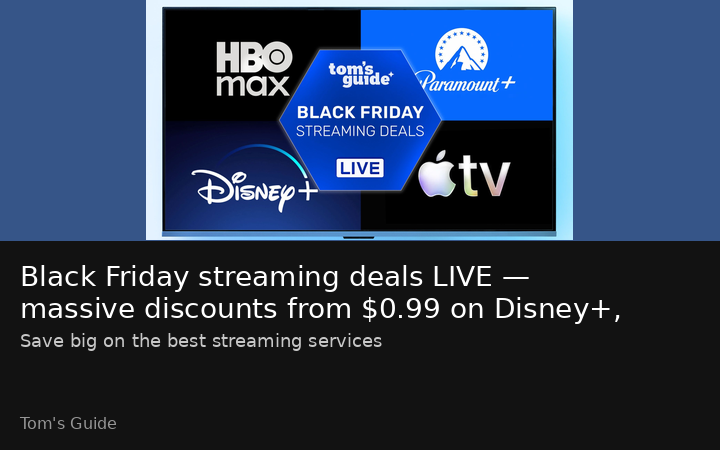 HBO
max
Paramount+
tom's
guide
BLACK FRIDAY
STREAMING DEALS
LIVE
Disney+
tv
Black Friday streaming deals LIVE —
massive discounts from $0.99 on Disney+,
Save big on the best streaming services
Tom's Guide